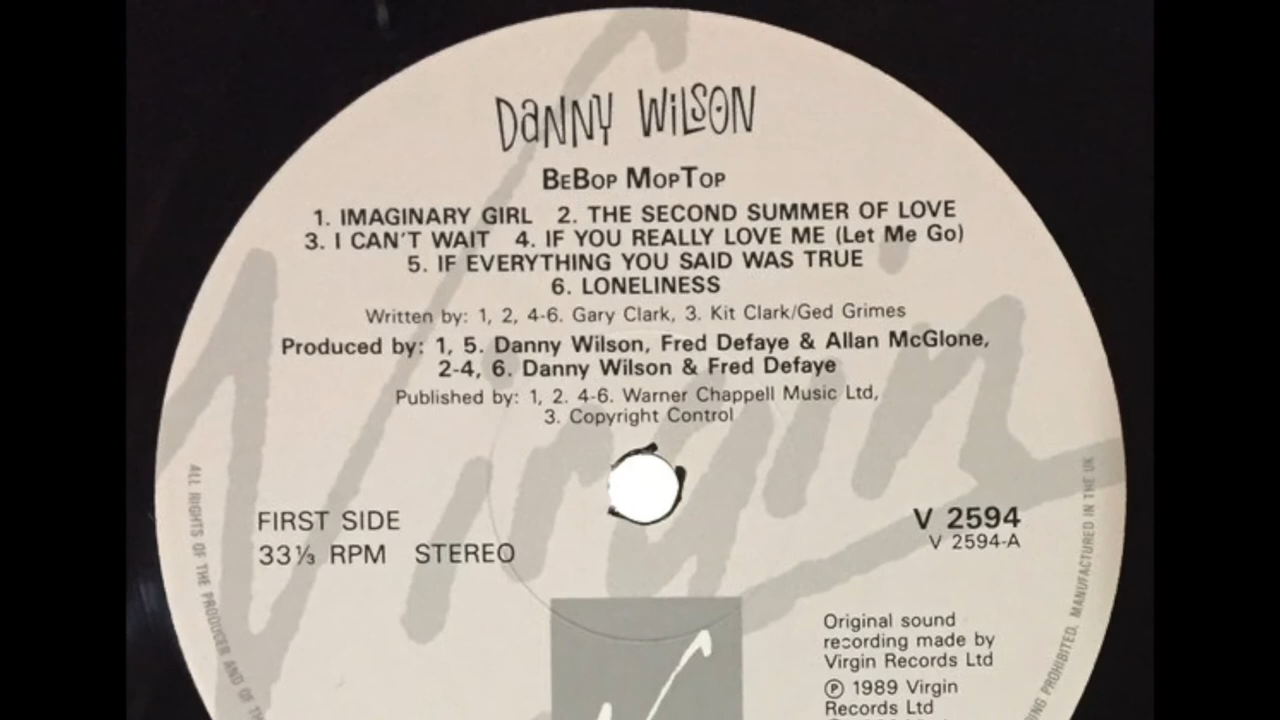 DaNNY WiLSON
BeBop MopTop
1. IMAGINARY GIRL 2. THE SECOND SUMMER OF LOVE
3. I CAN'T WAIT 4. IF YOU REALLY LOVE ME (Let Me Go)
5. IF EVERYTHING YOU SAID WAS TRUE
6. LONELINESS
Written by: 1, 2, 4-6. Gary Clark, 3. Kit Clark/Ged Grimes
Produced by: 1, 5. Danny Wilson, Fred Defaye & Allan McGlone,
2-4, 6. Danny Wilson & Fred Defaye
Published by: 1, 2. 4-6. Warner Chappell Music Ltd,
3. Copyright Control
Virgin
FIRST SIDE
33⅓ RPM STEREO
V 2594
V 2594-A
Original sound
recording made by
Virgin Records Ltd
Ⓟ 1989 Virgin
Records Ltd
ALL RIGHTS OF THE PRODUCER AND OF
PROHIBITED. MANUFACTURED IN THE UK